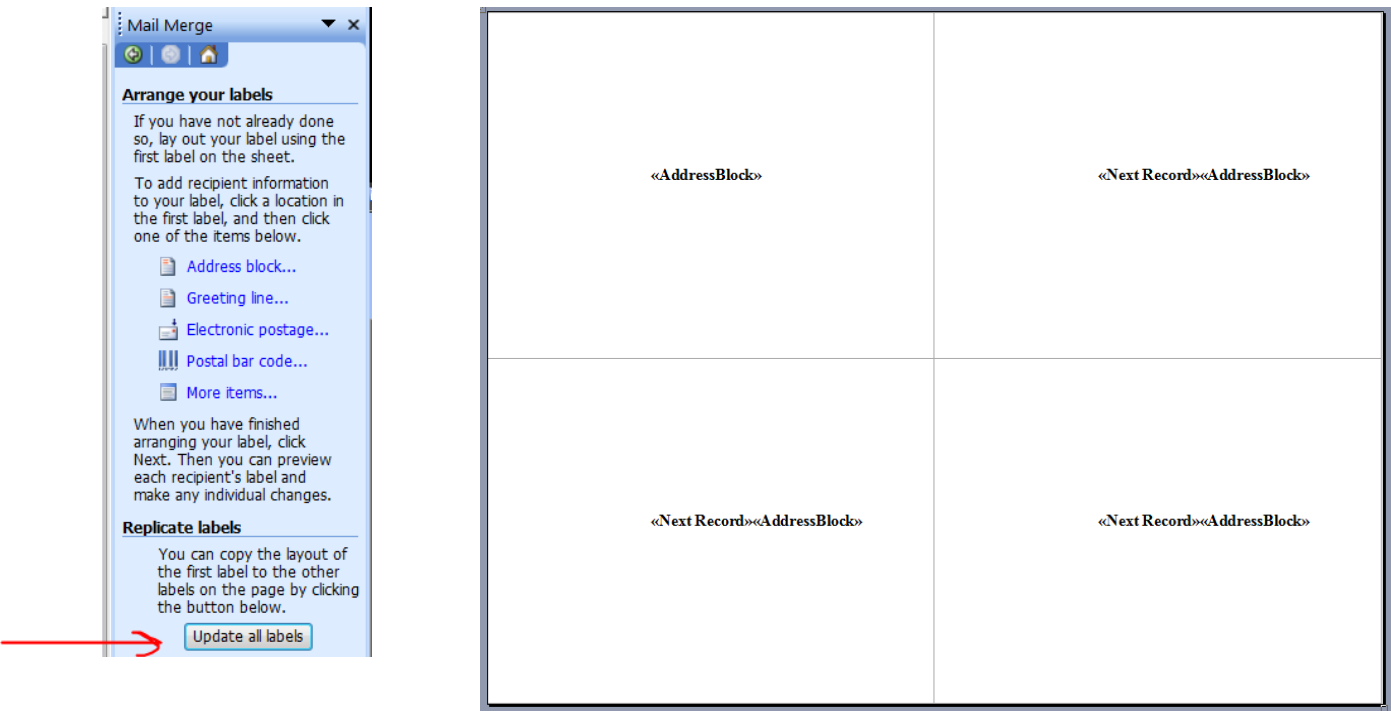 Mail Merge
Arrange your labels
If you have not already done
so, lay out your label using the
first label on the sheet.
To add recipient information
to your label, click a location in
the first label, and then click
one of the items below.
Address block...
Greeting line...
Electronic postage...
Postal bar code...
More items...
When you have finished
arranging your label, click
Next. Then you can preview
each recipient's label and
make any individual changes.
Replicate labels
You can copy the layout of
the first label to the other
labels on the page by clicking
the button below.
Update all labels
«AddressBlock»
«Next Record»«AddressBlock»
«Next Record»«AddressBlock»
«Next Record»«AddressBlock»